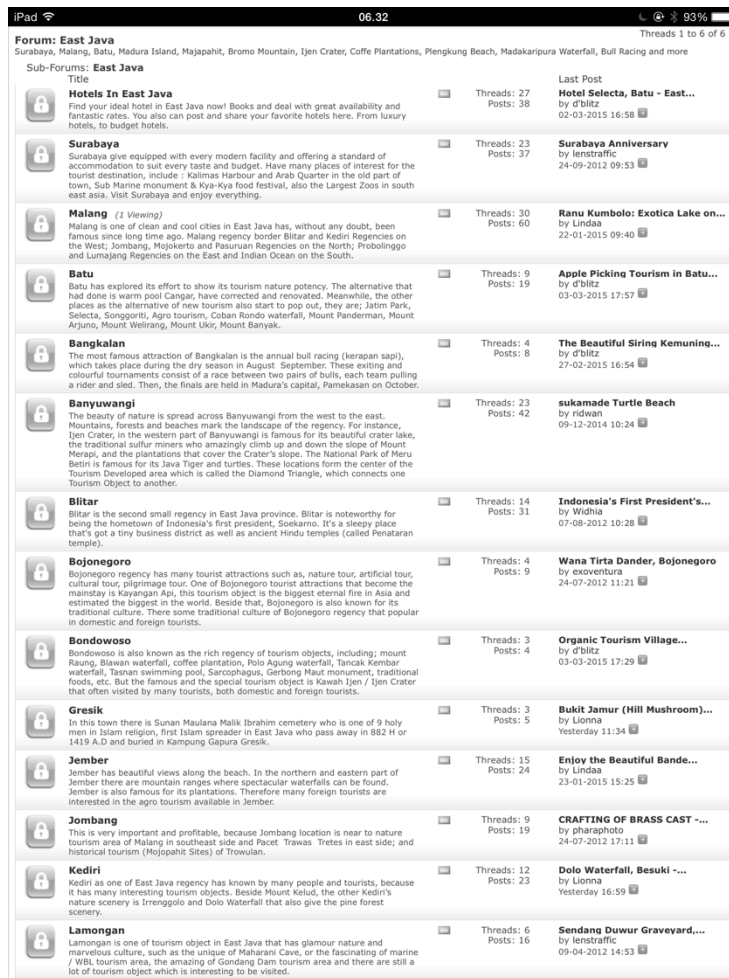 iPad 06.32 93%
Threads 1 to 6 of 6
Forum: East Java
Surabaya, Malang, Batu, Madura Island, Majapahit, Bromo Mountain, Ijen Crater, Coffe Plantations, Plengkung Beach, Madakaripura Waterfall, Bull Racing and more
Sub-Forums: East Java
Title Last Post
Hotels In East Java Threads: 27 Hotel Selecta, Batu - East...
Find your ideal hotel in East Java now! Books and deal with great availability and Posts: 38 by d'blitz
fantastic rates. You also can post and share your favorite hotels here. From luxury 02-03-2015 16:58
hotels, to budget hotels.
Surabaya Threads: 23 Surabaya Anniversary
Surabaya give equipped with every modern facility and offering a standard of Posts: 37 by lenstraffic
accommodation to suit every taste and budget. Have many places of interest for the 24-09-2012 09:53
tourist destination, include : Kalimas Harbour and Arab Quarter in the old part of
town, Sub Marine monument & Kya-Kya food festival, also the Largest Zoos in south
east asia. Visit Surabaya and enjoy everything.
Malang (1 Viewing) Threads: 30 Ranu Kumbolo: Exotica Lake on...
Malang is one of clean and cool cities in East Java has, without any doubt, been Posts: 60 by Lindaa
famous since long time ago. Malang regency border Blitar and Kediri Regencies on 22-01-2015 09:40
the West; Jombang, Mojokerto and Pasuruan Regencies on the North; Probolinggo
and Lumajang Regencies on the East and Indian Ocean on the South.
Batu Threads: 9 Apple Picking Tourism in Batu...
Batu has explored its effort to show its tourism nature potency. The alternative that Posts: 19 by d'blitz
had done is warm pool Cangar, have corrected and renovated. Meanwhile, the other 03-03-2015 17:57
places as the alternative of new tourism also start to pop out, they are; Jatim Park,
Selecta, Songgoriti, Agro tourism, Coban Rondo waterfall, Mount Panderman, Mount
Arjuno, Mount Welirang, Mount Ukir, Mount Banyak.
Bangkalan Threads: 4 The Beautiful Siring Kemuning...
The most famous attraction of Bangkalan is the annual bull racing (kerapan sapi), Posts: 8 by d'blitz
which takes place during the dry season in August September. These exiting and 27-02-2015 16:54
colourful tournaments consist of a race between two pairs of bulls, each team pulling
a rider and sled. Then, the finals are held in Madura's capital, Pamekasan on October.
Banyuwangi Threads: 23 sukamade Turtle Beach
The beauty of nature is spread across Banyuwangi from the west to the east. Posts: 42 by ridwan
Mountains, forests and beaches mark the landscape of the regency. For instance, 09-12-2014 10:24
Ijen Crater, in the western part of Banyuwangi is famous for its beautiful crater lake,
the traditional sulfur miners who amazingly climb up and down the slope of Mount
Merapi, and the plantations that cover the Crater's slope. The National Park of Meru
Betiri is famous for its Java Tiger and turtles. These locations form the center of the
Tourism Developed area which is called the Diamond Triangle, which connects one
Tourism Object to another.
Blitar Threads: 14 Indonesia's First President's...
Blitar is the second small regency in East Java province. Blitar is noteworthy for Posts: 31 by Widhia
being the hometown of Indonesia's first president, Soekarno. It's a sleepy place 07-08-2012 10:28
that's got a tiny business district as well as ancient Hindu temples (called Penataran
temple).
Bojonegoro Threads: 4 Wana Tirta Dander, Bojonegoro
Bojonegoro regency has many tourist attractions such as, nature tour, artificial tour, Posts: 9 by exoventura
cultural tour, pilgrimage tour. One of Bojonegoro tourist attractions that become the 24-07-2012 11:21
mainstay is Kayangan Api, this tourism object is the biggest eternal fire in Asia and
estimated the biggest in the world. Beside that, Bojonegoro is also known for its
traditional culture. There some traditional culture of Bojonegoro regency that popular
in domestic and foreign tourists.
Bondowoso Threads: 3 Organic Tourism Village...
Bondowoso is also known as the rich regency of tourism objects, including; mount Posts: 4 by d'blitz
Raung, Blawan waterfall, coffee plantation, Polo Agung waterfall, Tancak Kembar 03-03-2015 17:29
waterfall, Tasnan swimming pool, Sarcophagus, Gerbong Maut monument, traditional
foods, etc. But the famous and the special tourism object is Kawah Ijen / Ijen Crater
that often visited by many tourists, both domestic and foreign tourists.
Gresik Threads: 3 Bukit Jamur (Hill Mushroom)...
In this town there is Sunan Maulana Malik Ibrahim cemetery who is one of 9 holy Posts: 5 by Lionna
men in Islam religion, first Islam spreader in East Java who pass away in 882 H or Yesterday 11:34
1419 A.D and buried in Kampung Gapura Gresik.
Jember Threads: 15 Enjoy the Beautiful Bande...
Jember has beautiful views along the beach. In the northern and eastern part of Posts: 24 by Lindaa
Jember there are mountain ranges where spectacular waterfalls can be found. 23-01-2015 15:25
Jember is also famous for its plantations. Therefore many foreign tourists are
interested in the agro tourism available in Jember.
Jombang Threads: 9 CRAFTING OF BRASS CAST -...
This is very important and profitable, because Jombang location is near to nature Posts: 19 by pharaphoto
tourism area of Malang in southeast side and Pacet Trawas Tretes in east side; and 24-07-2012 17:11
historical tourism (Mojopahit Sites) of Trowulan.
Kediri Threads: 12 Dolo Waterfall, Besuki -...
Kediri as one of East Java regency has known by many people and tourists, because Posts: 23 by Lionna
it has many interesting tourism objects. Beside Mount Kelud, the other Kediri's Yesterday 16:59
nature scenery is Irrenggolo and Dolo Waterfall that also give the pine forest
scenery.
Lamongan Threads: 6 Sendang Duwur Graveyard,...
Lamongan is one of tourism object in East Java that has glamour nature and Posts: 16 by lenstraffic
marvelous culture, such as the unique of Maharani Cave, or the fascinating of marine 09-04-2012 14:53
/ WBL tourism area, the amazing of Gondang Dam tourism area and there are still a
lot of tourism object which is interesting to be visited.